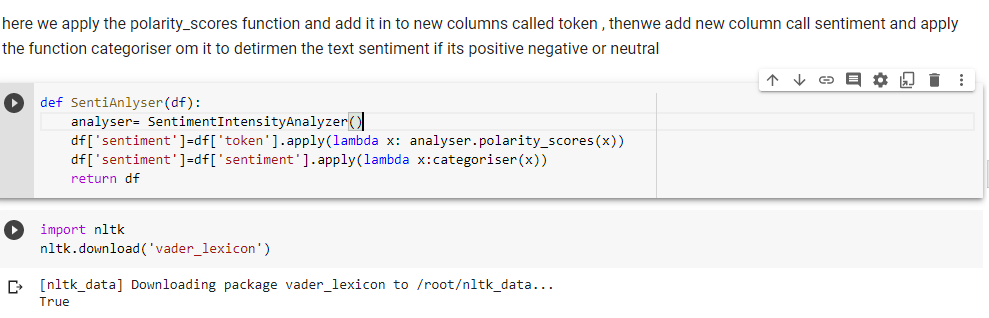 here we apply the polarity_scores function and add it in to new columns called token , thenwe add new column call sentiment and apply
the function categoriser om it to detirmen the text sentiment if its positive negative or neutral
def SentiAnlyser(df):
    analyser= SentimentIntensityAnalyzer()
    df['sentiment']=df['token'].apply(lambda x: analyser.polarity_scores(x))
    df['sentiment']=df['sentiment'].apply(lambda x:categoriser(x))
    return df
import nltk
nltk.download('vader_lexicon')
[nltk_data] Downloading package vader_lexicon to /root/nltk_data...
True